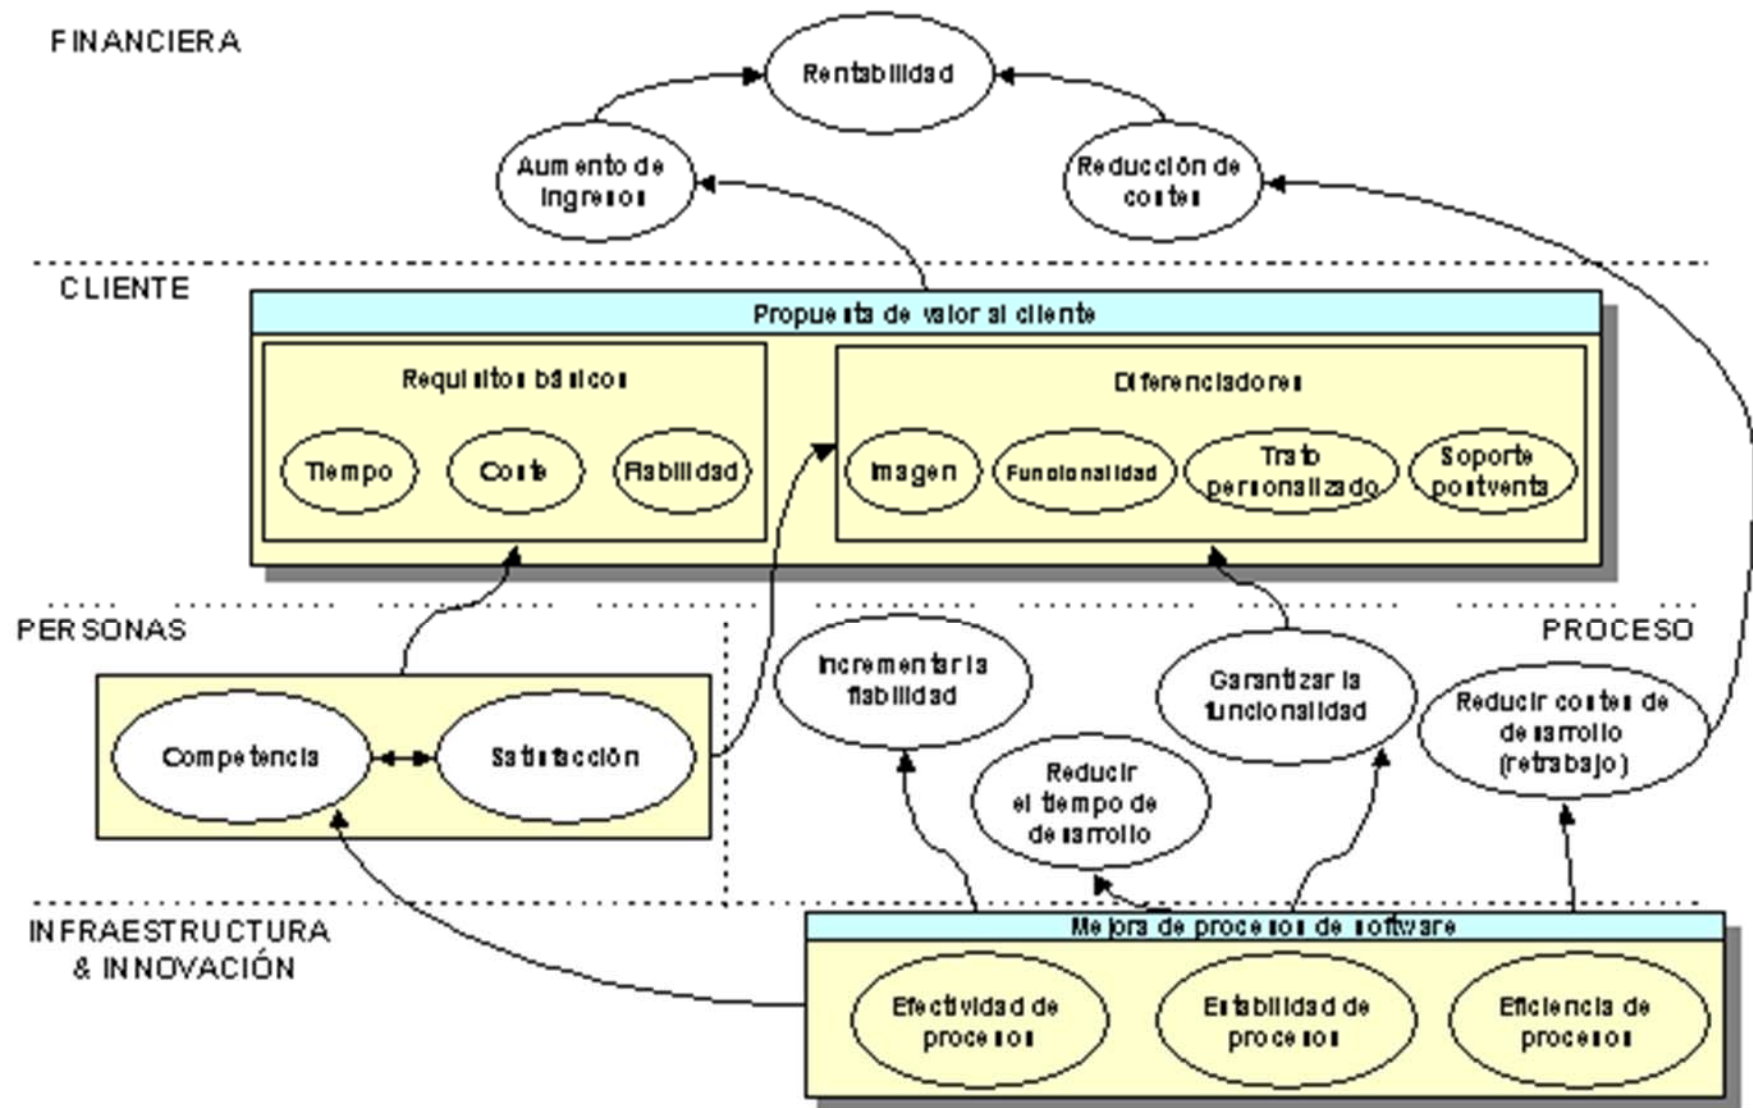 FINANCIERA
Rentabilidad
Aumento de
ingresos
Reducción de
costes
CLIENTE
Propuesta de valor al cliente
Requisitos básicos
Diferenciadores
Tiempo
Coste
Fiabilidad
Imagen
Funcionalidad
Trato
personalizado
Soporte
postventa
PERSONAS
PROCESO
Incrementar la
fiabilidad
Garantizar la
funcionalidad
Reducir costes de
desarrollo
(retrabajo)
Competencia
Satisfacción
Reducir
el tiempo de
desarrollo
INFRAESTRUCTURA
& INNOVACIÓN
Mejora de procesos de software
Efectividad de
procesos
Estabilidad de
procesos
Eficiencia de
procesos